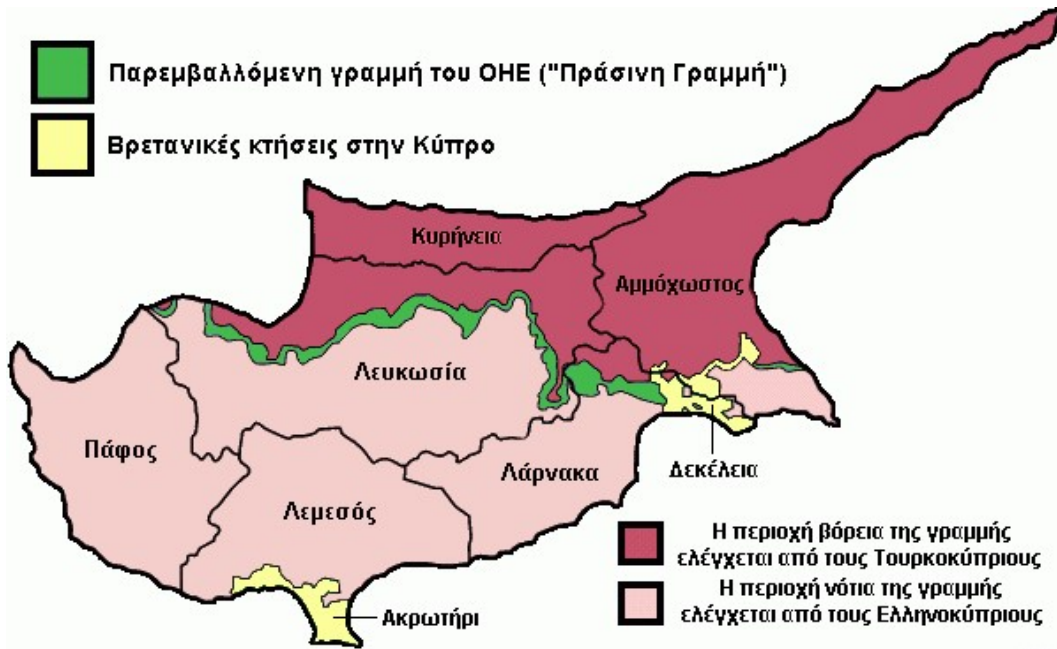 Παρεμβαλλόμενη γραμμή του ΟΗΕ ("Πράσινη Γραμμή")
Βρετανικές κτήσεις στην Κύπρο
Κυρήνεια
Αμμόχωστος
Λευκωσία
Πάφος
Λάρνακα
Δεκέλεια
Λεμεσός
Ακρωτήρι
Η περιοχή βόρεια της γραμμής
ελέγχεται από τους Τουρκοκύπριους
Η περιοχή νότια της γραμμής
ελέγχεται από τους Ελληνοκύπριους